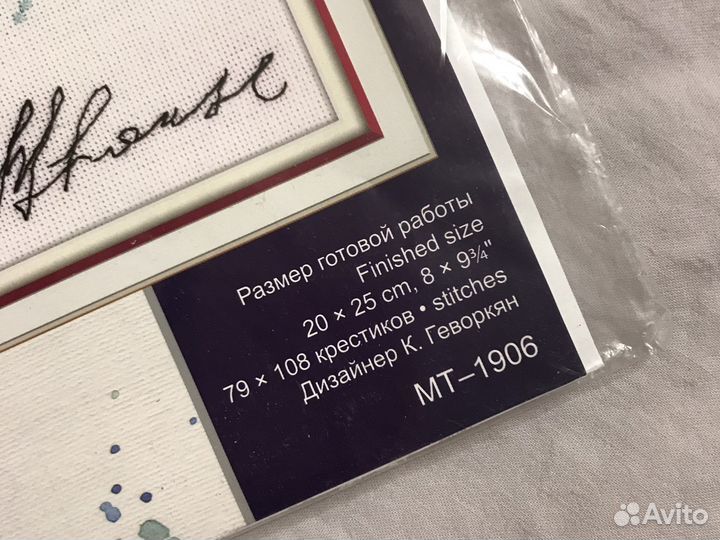 Размер готовой работы
Finished size
20 × 25 cm, 8 × 9¾"
79 × 108 крестиков • stitches
Дизайнер К. Геворкян
МТ–1906
Avito